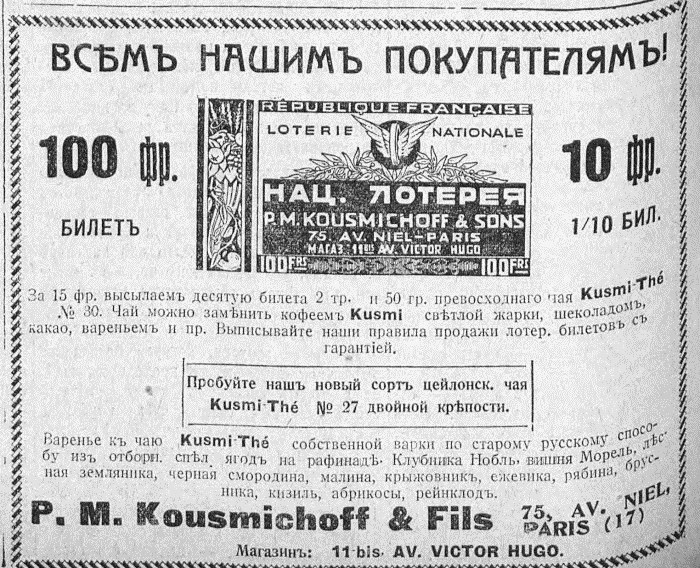 ВСѢМЪ НАШИМЪ ПОКУПАТЕЛЯМЪ!
100 фр.
БИЛЕТЪ
RÉPUBLIQUE FRANÇAISE
LOTERIE NATIONALE
НАЦ. ЛОТЕРЕЯ
P.M. KOUSMICHOFF & SONS
75, AV. NIEL-PARIS
МАГАЗ. 11BIS AV. VICTOR HUGO
100 FRS 100 FRS
10 фр.
1/10 БИЛ.
За 15 фр. высылаемъ десятую билета 2 тр. и 50 гр. превосходнаго чая Kusmi-Thé
№ 30. Чай можно замѣнить кофеемъ Kusmi свѣтлой жарки, шеколадомъ,
какао, вареньемъ и пр. Выписывайте наши правила продажи лотер. билетовъ съ
гарантіей.
Пробуйте нашъ новый сортъ цейлонск. чая
Kusmi-Thé № 27 двойной крѣпости.
Варенье къ чаю Kusmi-Thé собственной варки по старому русскому спосо-
бу из отборн. спѣл. ягодъ на рафинадѣ. Клубника Нобль. вишня Морель, лѣс-
ная земляника, черная смородина, малина, крыжовникъ, ежевика, рябина, брус-
ника, кизиль, абрикосы, рейнклодъ.
P. M. Kousmichoff & Fils 75, AV. NIEL,
PARIS (17)
Магазинъ: 11-bis. AV. VICTOR HUGO.